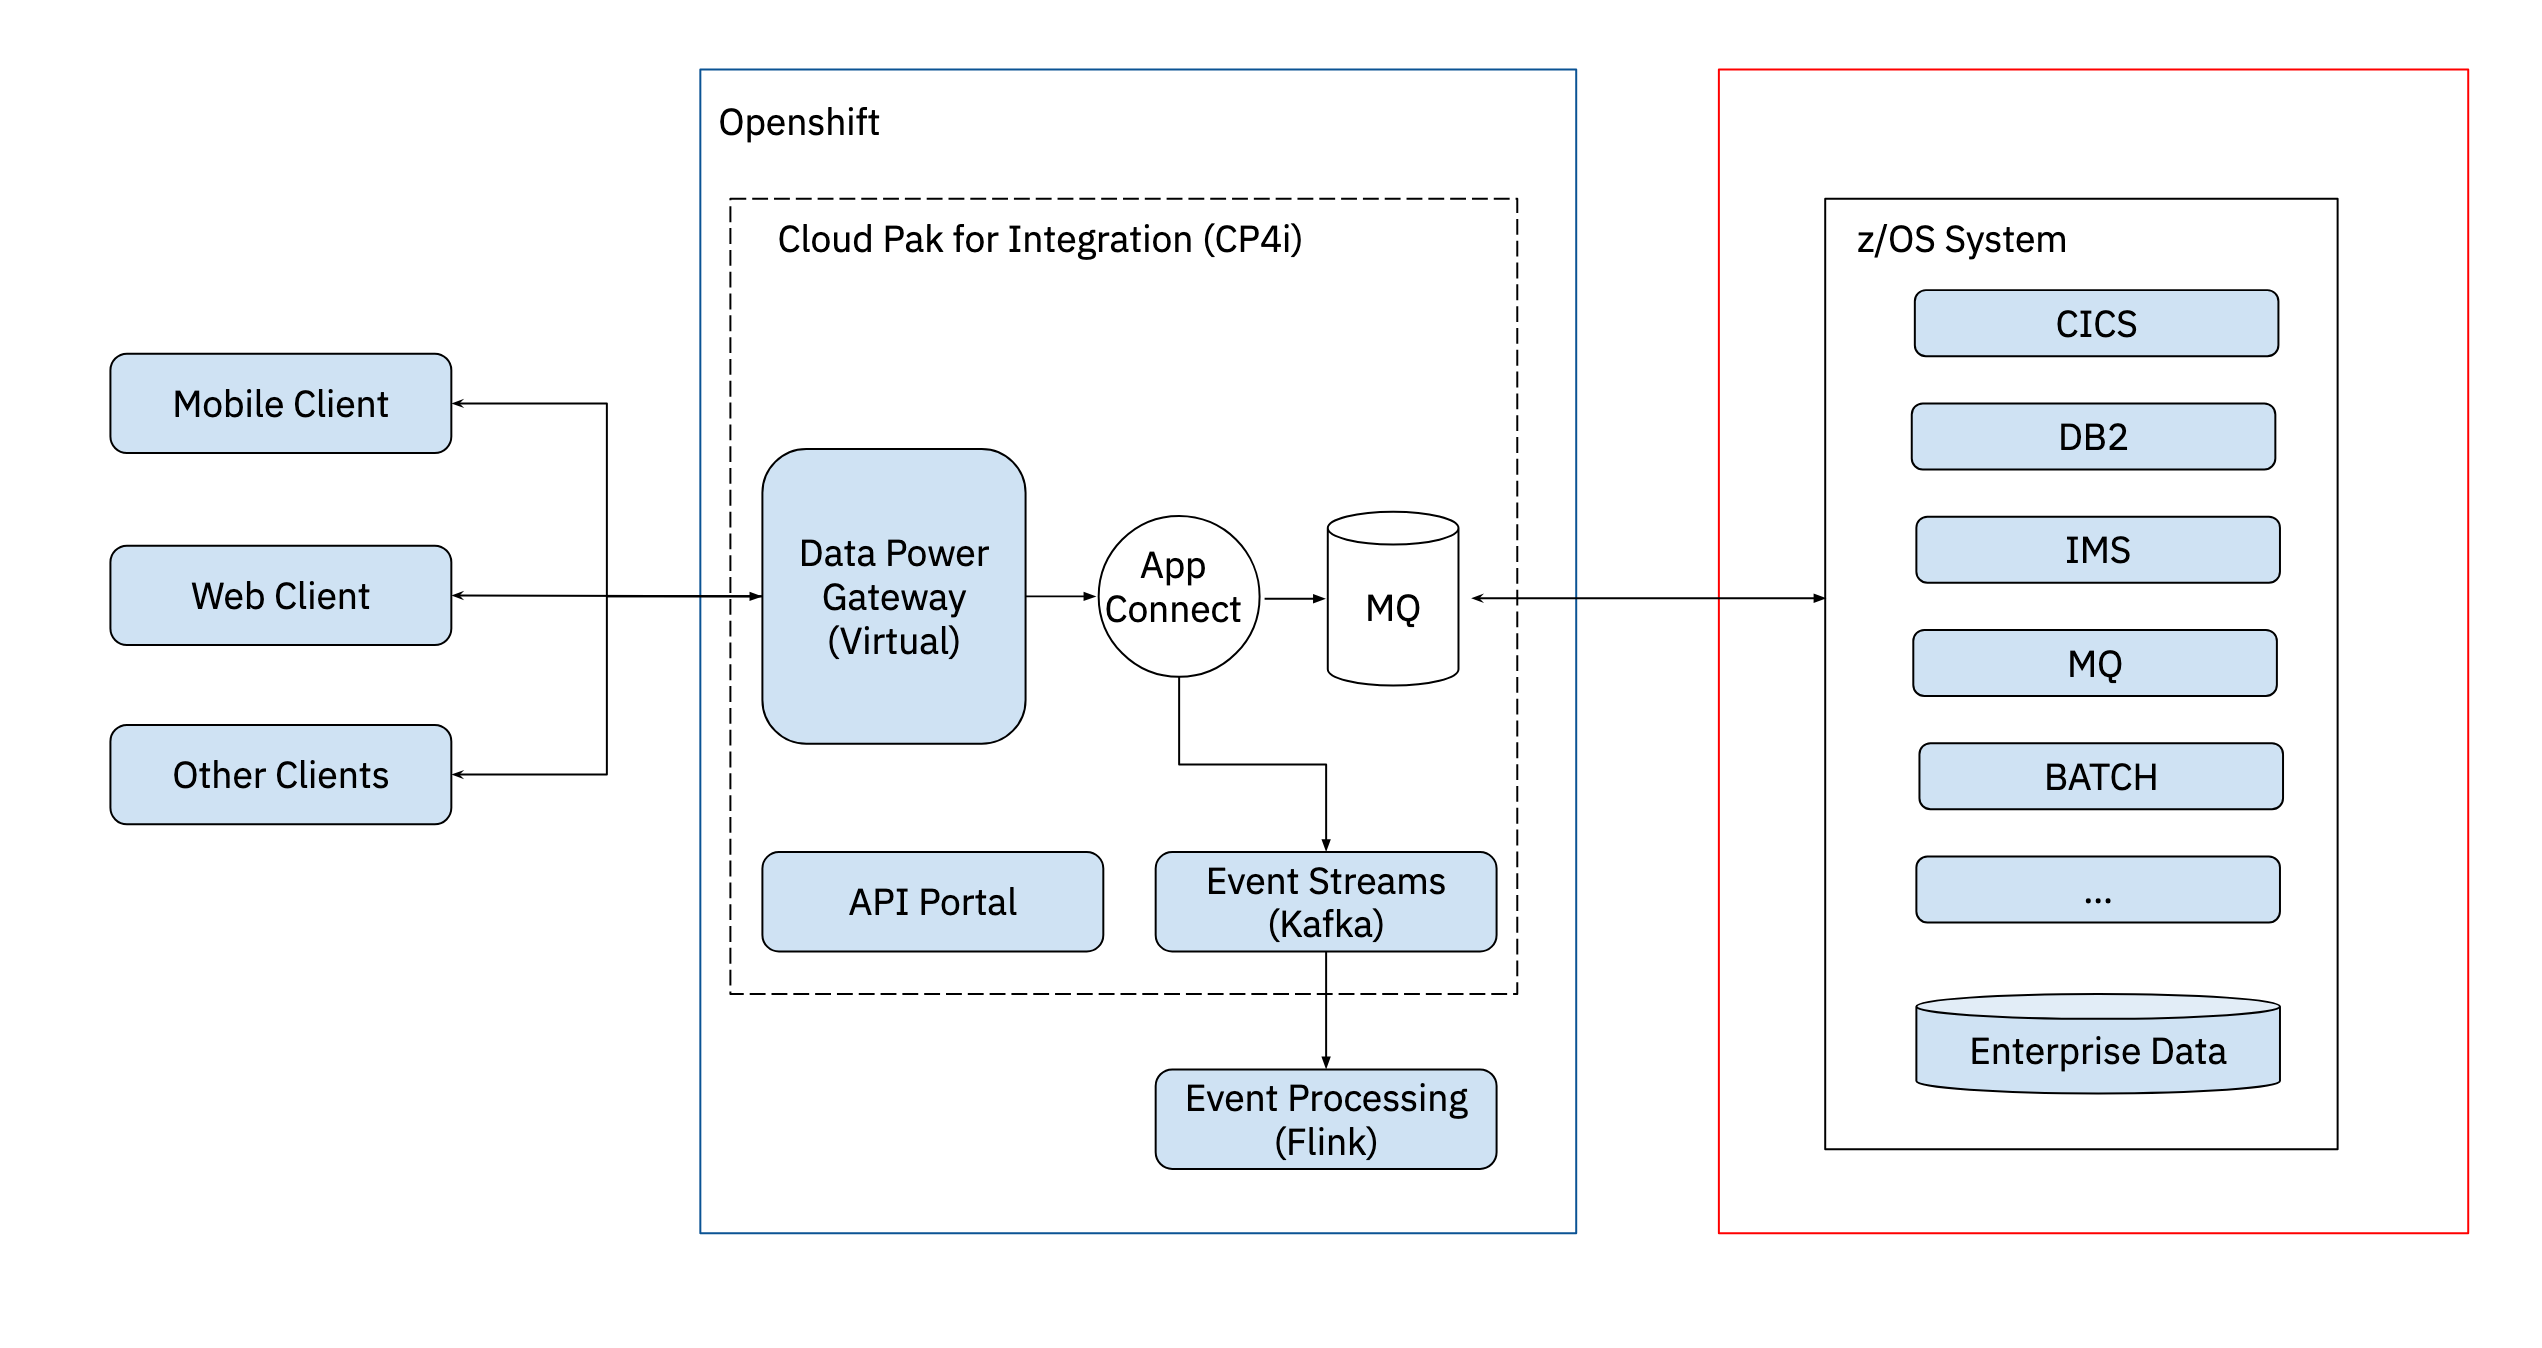 Openshift
Cloud Pak for Integration (CP4i)
Mobile Client
Web Client
Other Clients
Data Power
Gateway
(Virtual)
App
Connect
MQ
API Portal
Event Streams
(Kafka)
Event Processing
(Flink)
z/OS System
CICS
DB2
IMS
MQ
BATCH
...
Enterprise Data